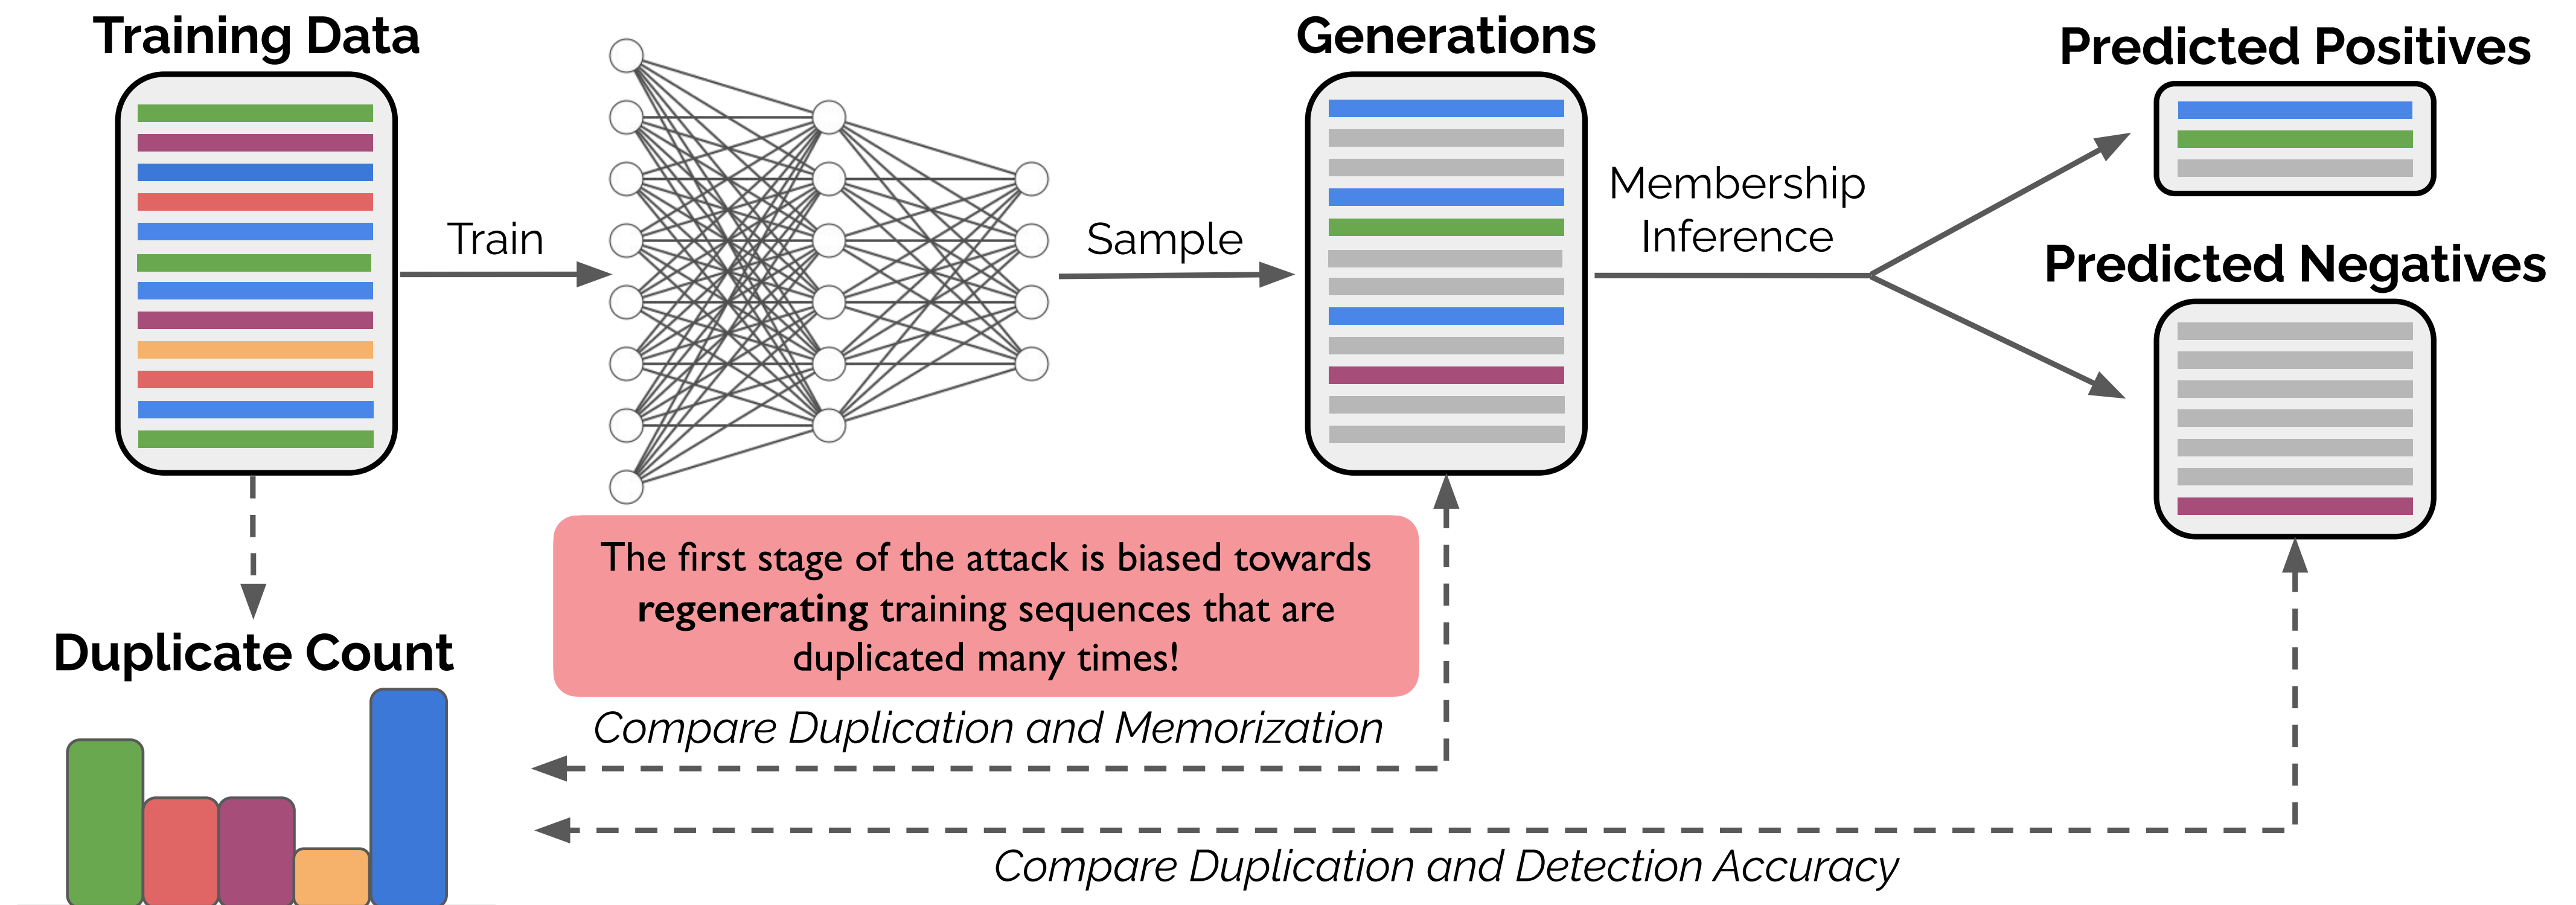 Training Data
Train
Sample
Generations
Membership
Inference
Predicted Positives
Predicted Negatives
The first stage of the attack is biased towards
regenerating training sequences that are
duplicated many times!
Duplicate Count
Compare Duplication and Memorization
Compare Duplication and Detection Accuracy